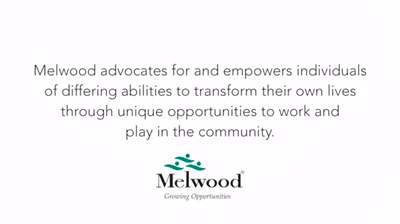 Melwood advocates for and empowers individuals
of differing abilities to transform their own lives
through unique opportunities to work and
play in the community.
Melwood®
Growing Opportunities